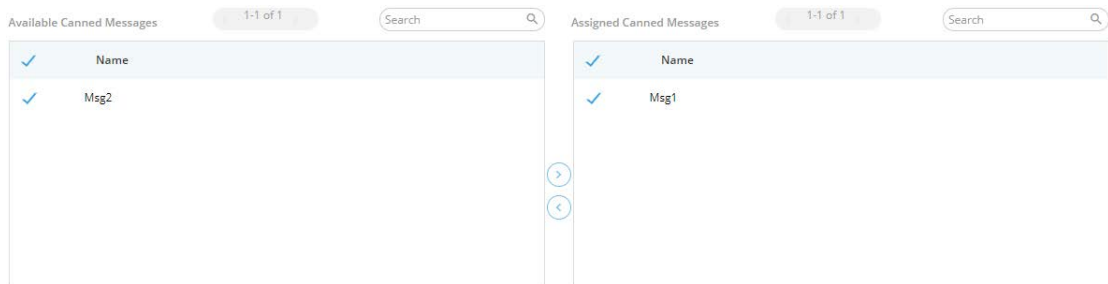 Available Canned Messages 1-1 of 1 Search
Name
Msg2
Assigned Canned Messages 1-1 of 1 Search
Name
Msg1